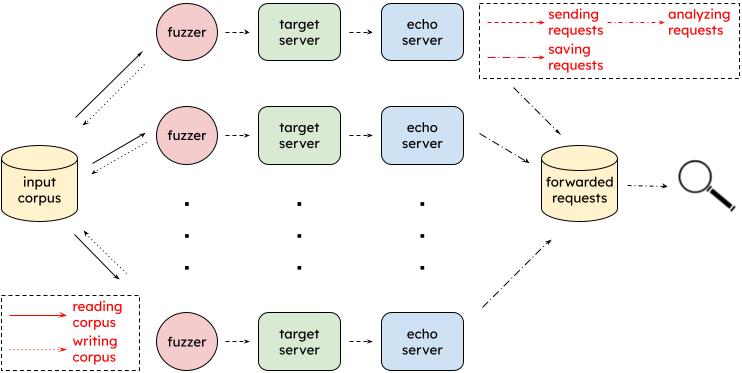 fuzzer
target
server
echo
server
sending
requests
analyzing
requests
saving
requests
fuzzer
target
server
echo
server
input
corpus
forwarded
requests
reading
corpus
writing
corpus
fuzzer
target
server
echo
server